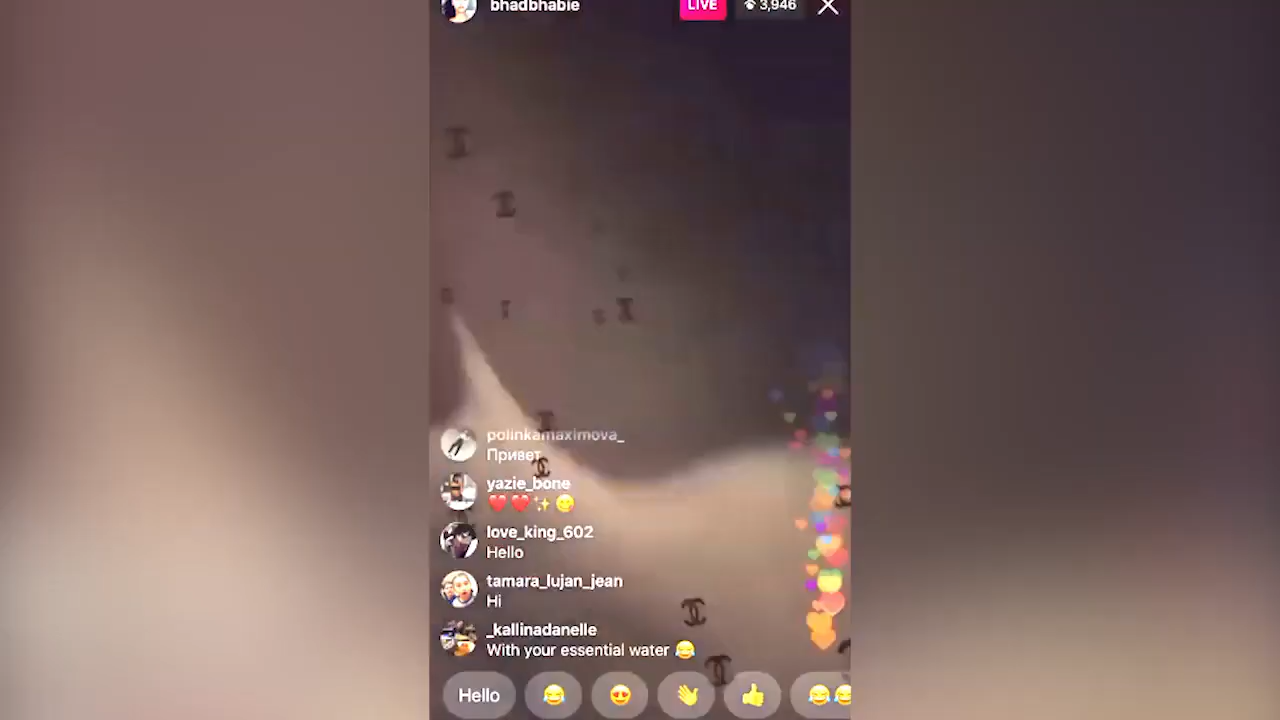 bhadbhabie
LIVE
3,946
polinkamaximova_
Привет
yazie_bone
❤️❤️✨😋
love_king_602
Hello
tamara_lujan_jean
Hi
_kallinadanelle
With your essential water 😂
Hello 😂 😍 👋 👍 😂😂